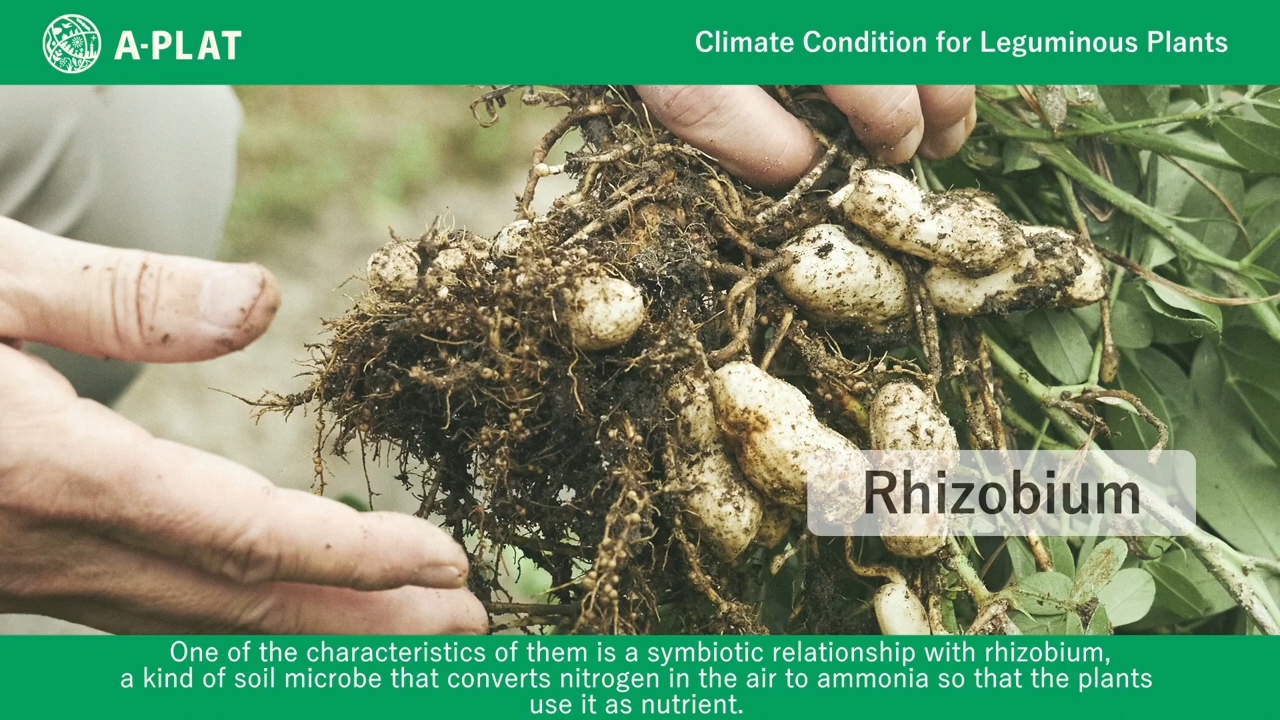 A-PLAT
Climate Condition for Leguminous Plants
Rhizobium
One of the characteristics of them is a symbiotic relationship with rhizobium,
a kind of soil microbe that converts nitrogen in the air to ammonia so that the plants
use it as nutrient.